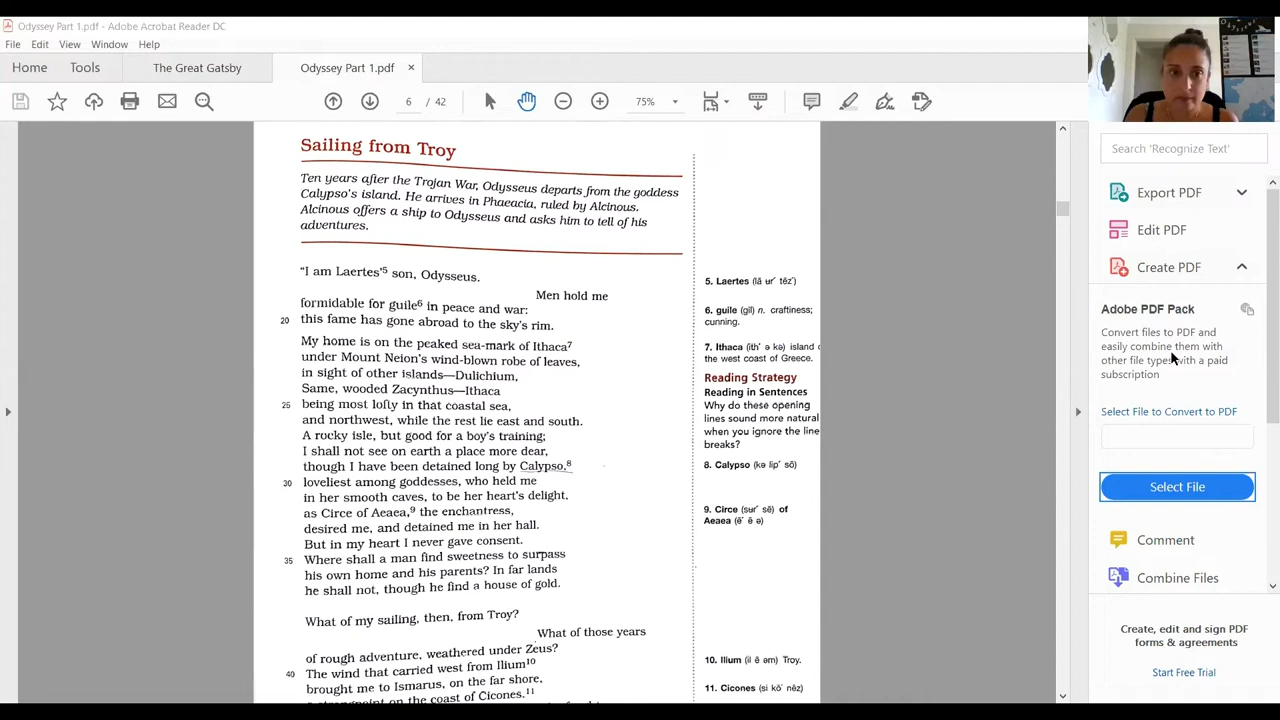 Odyssey Part 1.pdf - Adobe Acrobat Reader DC
File Edit View Window Help
Home Tools The Great Gatsby Odyssey Part 1.pdf ×
6 / 42 75%
Sailing from Troy
Ten years after the Trojan War, Odysseus departs from the goddess
Calypso's island. He arrives in Phaeacia, ruled by Alcinous.
Alcinous offers a ship to Odysseus and asks him to tell of his
adventures.
"I am Laertes'5 son, Odysseus.
Men hold me
formidable for guile6 in peace and war:
20 this fame has gone abroad to the sky's rim.
My home is on the peaked sea-mark of Ithaca7
under Mount Neion's wind-blown robe of leaves,
in sight of other islands—Dulichium,
Same, wooded Zacynthus—Ithaca
25 being most lofty in that coastal sea,
and northwest, while the rest lie east and south.
A rocky isle, but good for a boy's training;
I shall not see on earth a place more dear,
though I have been detained long by Calypso,8
30 loveliest among goddesses, who held me
in her smooth caves, to be her heart's delight,
as Circe of Aeaea,9 the enchantress,
desired me, and detained me in her hall.
But in my heart I never gave consent.
35 Where shall a man find sweetness to surpass
his own home and his parents? In far lands
he shall not, though he find a house of gold.
What of my sailing, then, from Troy?
What of those years
of rough adventure, weathered under Zeus?
40 The wind that carried west from Ilium10
brought me to Ismarus, on the far shore,
a strongpoint on the coast of Cicones.11
5. Laertes (lā ʉr′ tēz′)
6. guile (gīl) n. craftiness;
cunning.
7. Ithaca (ith′ ə kə) island
the west coast of Greece.
Reading Strategy
Reading in Sentences
Why do these opening
lines sound more natural
when you ignore the line
breaks?
8. Calypso (kə lip′ sō)
9. Circe (sʉr′ sē) of
Aeaea (ē′ ē ə)
10. Ilium (il ē əm) Troy.
11. Cicones (si kō′ nēz)
Search 'Recognize Text'
Export PDF
Edit PDF
Create PDF
Adobe PDF Pack
Convert files to PDF and
easily combine them with
other file types with a paid
subscription
Select File to Convert to PDF
Select File
Comment
Combine Files
Create, edit and sign PDF
forms & agreements
Start Free Trial